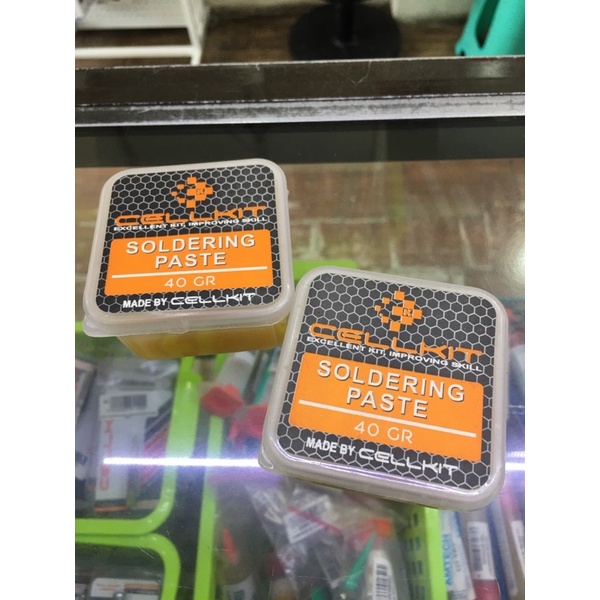 CELLKIT
EXCELLENT KIT, IMPROVING SKILL
SOLDERING
PASTE
40 GR
MADE BY CELLKIT
CELLKIT
EXCELLENT KIT, IMPROVING SKILL
SOLDERING
PASTE
40 GR
MADE BY CELLKIT
AMTECH